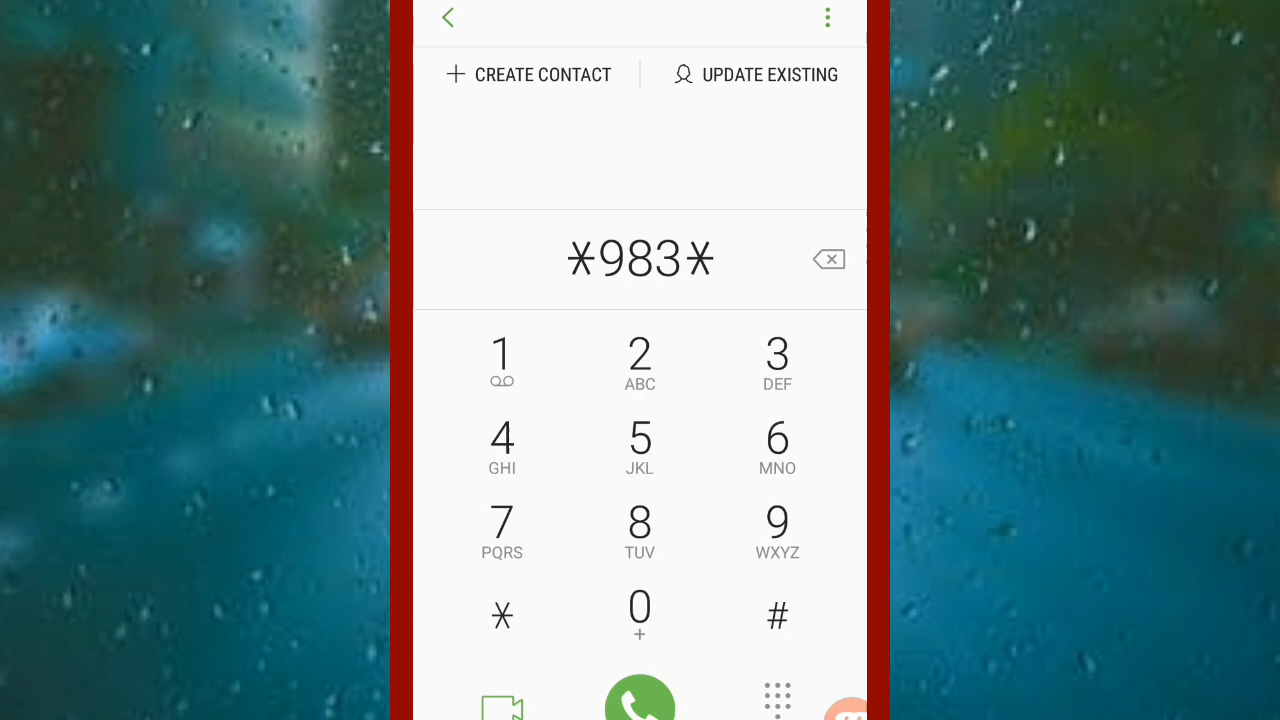 CREATE CONTACT UPDATE EXISTING
*983*
1 2 3
ABC DEF
4 5 6
GHI JKL MNO
7 8 9
PQRS TUV WXYZ
* 0 #
+